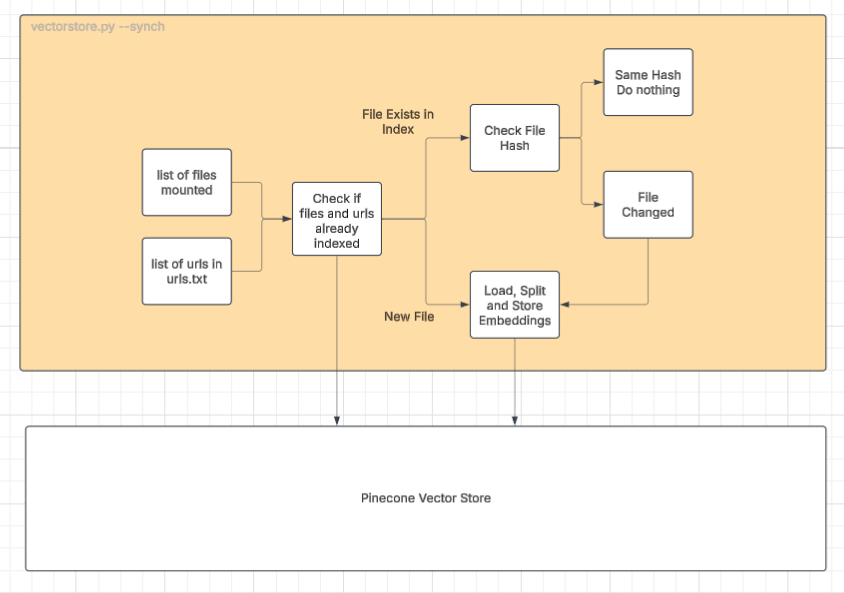 vectorstore.py --synch
Same Hash
Do nothing
File Exists in
Index
Check File
Hash
list of files
mounted
Check if
files and urls
already
indexed
File
Changed
list of urls in
urls.txt
Load, Split
and Store
Embeddings
New File
Pinecone Vector Store